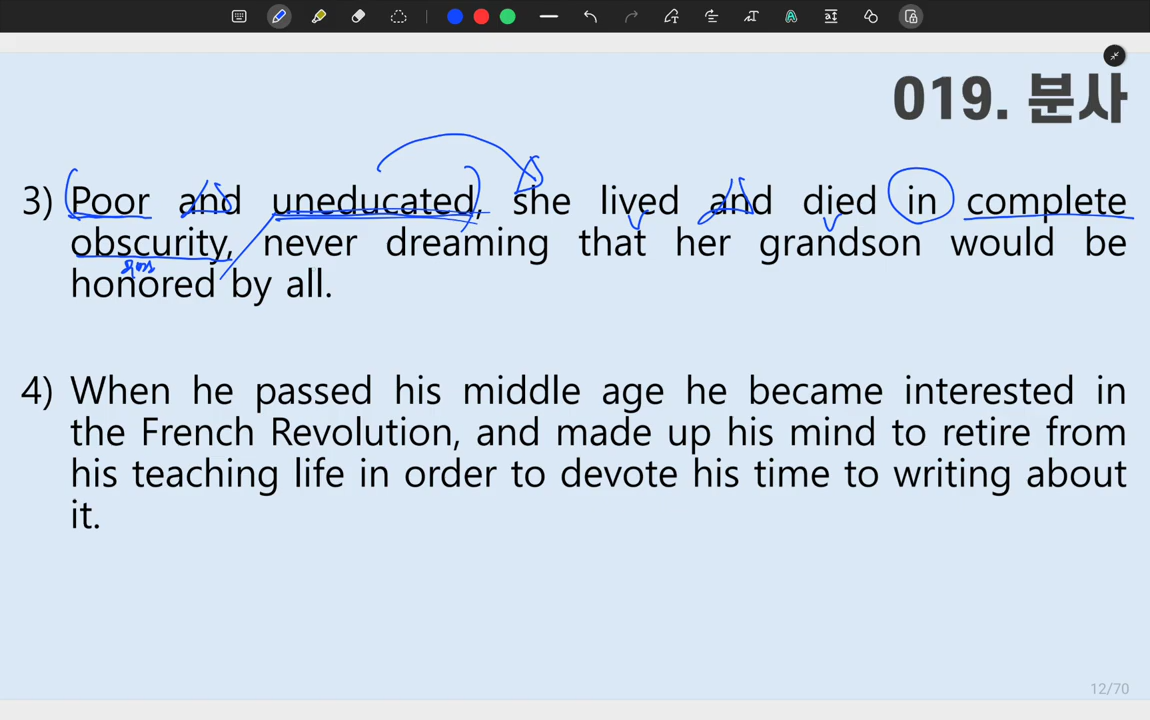 019. 분사
3) Poor and uneducated, she lived and died in complete
obscurity, never dreaming that her grandson would be
honored by all.
4) When he passed his middle age he became interested in
the French Revolution, and made up his mind to retire from
his teaching life in order to devote his time to writing about
it.
12/70